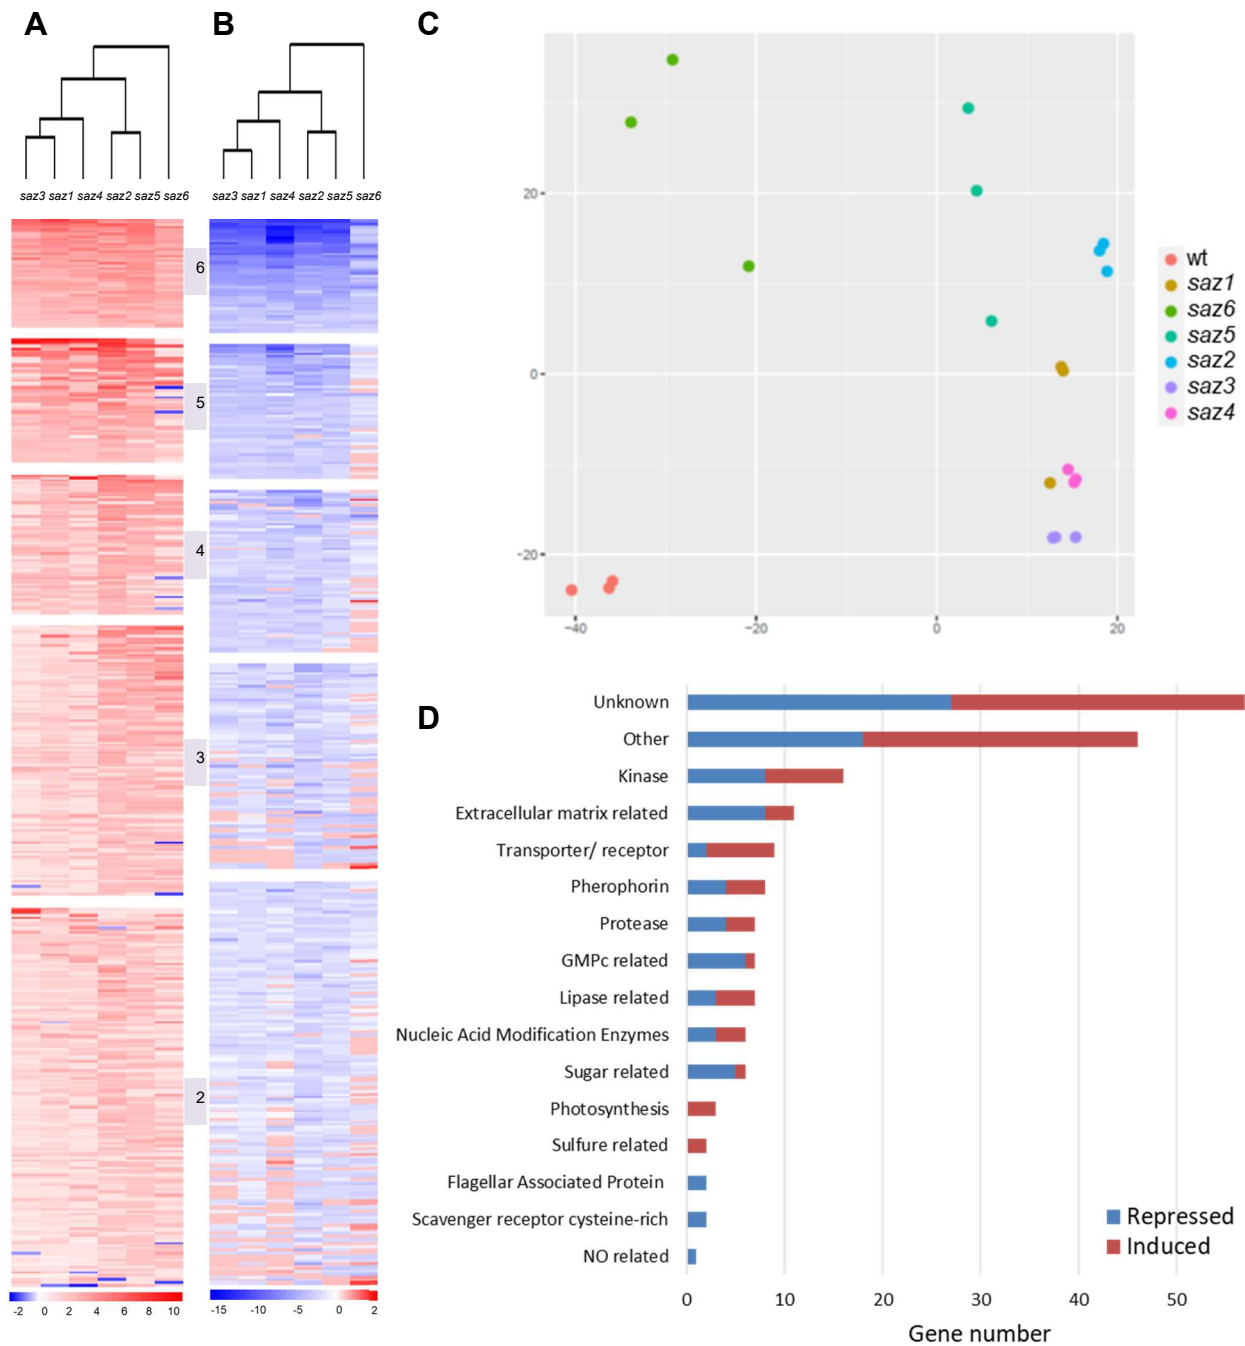 A
B
C
saz3 saz1 saz4 saz2 saz5 saz6
saz3 saz1 saz4 saz2 saz5 saz6
6
5
4
3
2
-2 0 2 4 6 8 10
-15 -10 -5 0 2
20
0
-20
-40 -20 0 20
wt
saz1
saz6
saz5
saz2
saz3
saz4
D
Unknown
Other
Kinase
Extracellular matrix related
Transporter/ receptor
Pherophorin
Protease
GMPc related
Lipase related
Nucleic Acid Modification Enzymes
Sugar related
Photosynthesis
Sulfure related
Flagellar Associated Protein
Scavenger receptor cysteine-rich
NO related
Repressed
Induced
0 10 20 30 40 50
Gene number